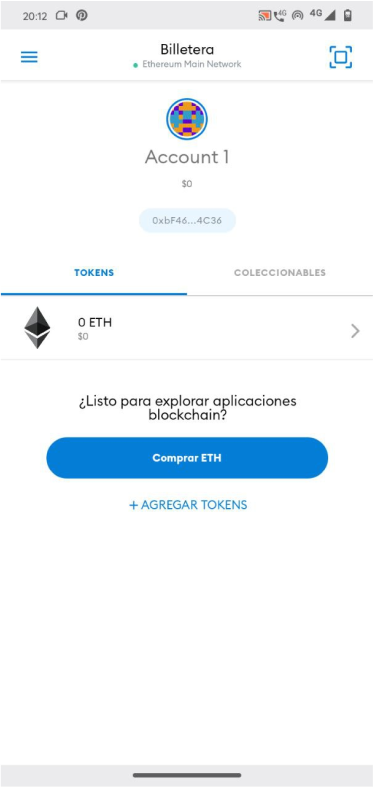 20:12
4G
4G
Billetera
Ethereum Main Network
Account 1
$0
0xbF46...4C36
TOKENS
COLECCIONABLES
0 ETH
$0
¿Listo para explorar aplicaciones
blockchain?
Comprar ETH
+ AGREGAR TOKENS